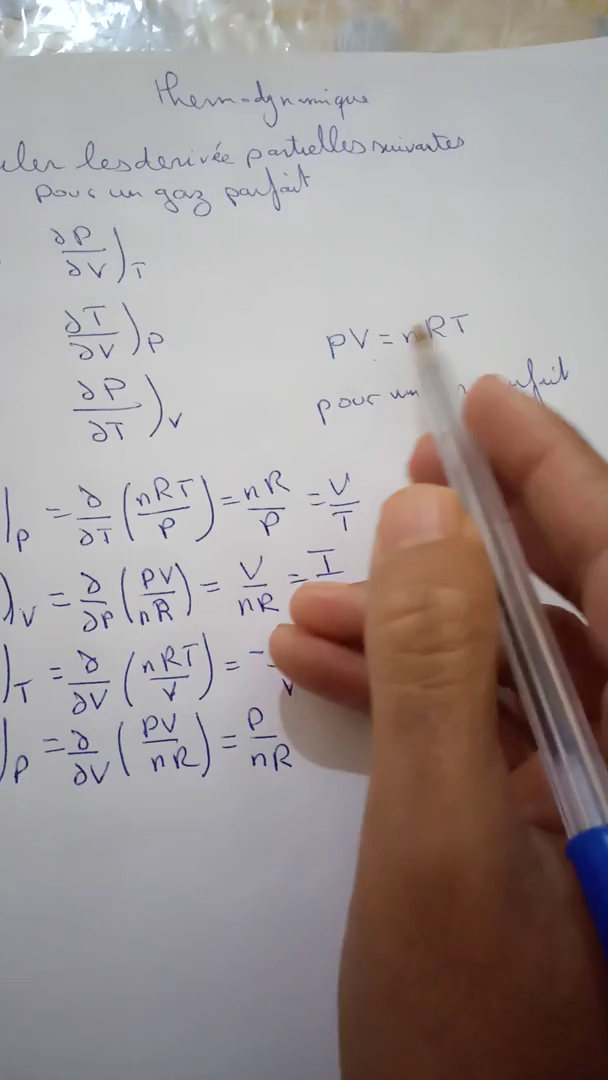 thermodynamique
uler les derivée partielles suivantes
pour un gaz parfait
∂P/∂V)T
∂T/∂V)P
PV = nRT
∂P/∂T)V
pour un
)P = ∂/∂T (nRT/P) = nR/P = V/T
)V = ∂/∂P (PV/nR) = V/nR = T
)T = ∂/∂V (nRT/V) = -
)P = ∂/∂V (PV/nR) = P/nR